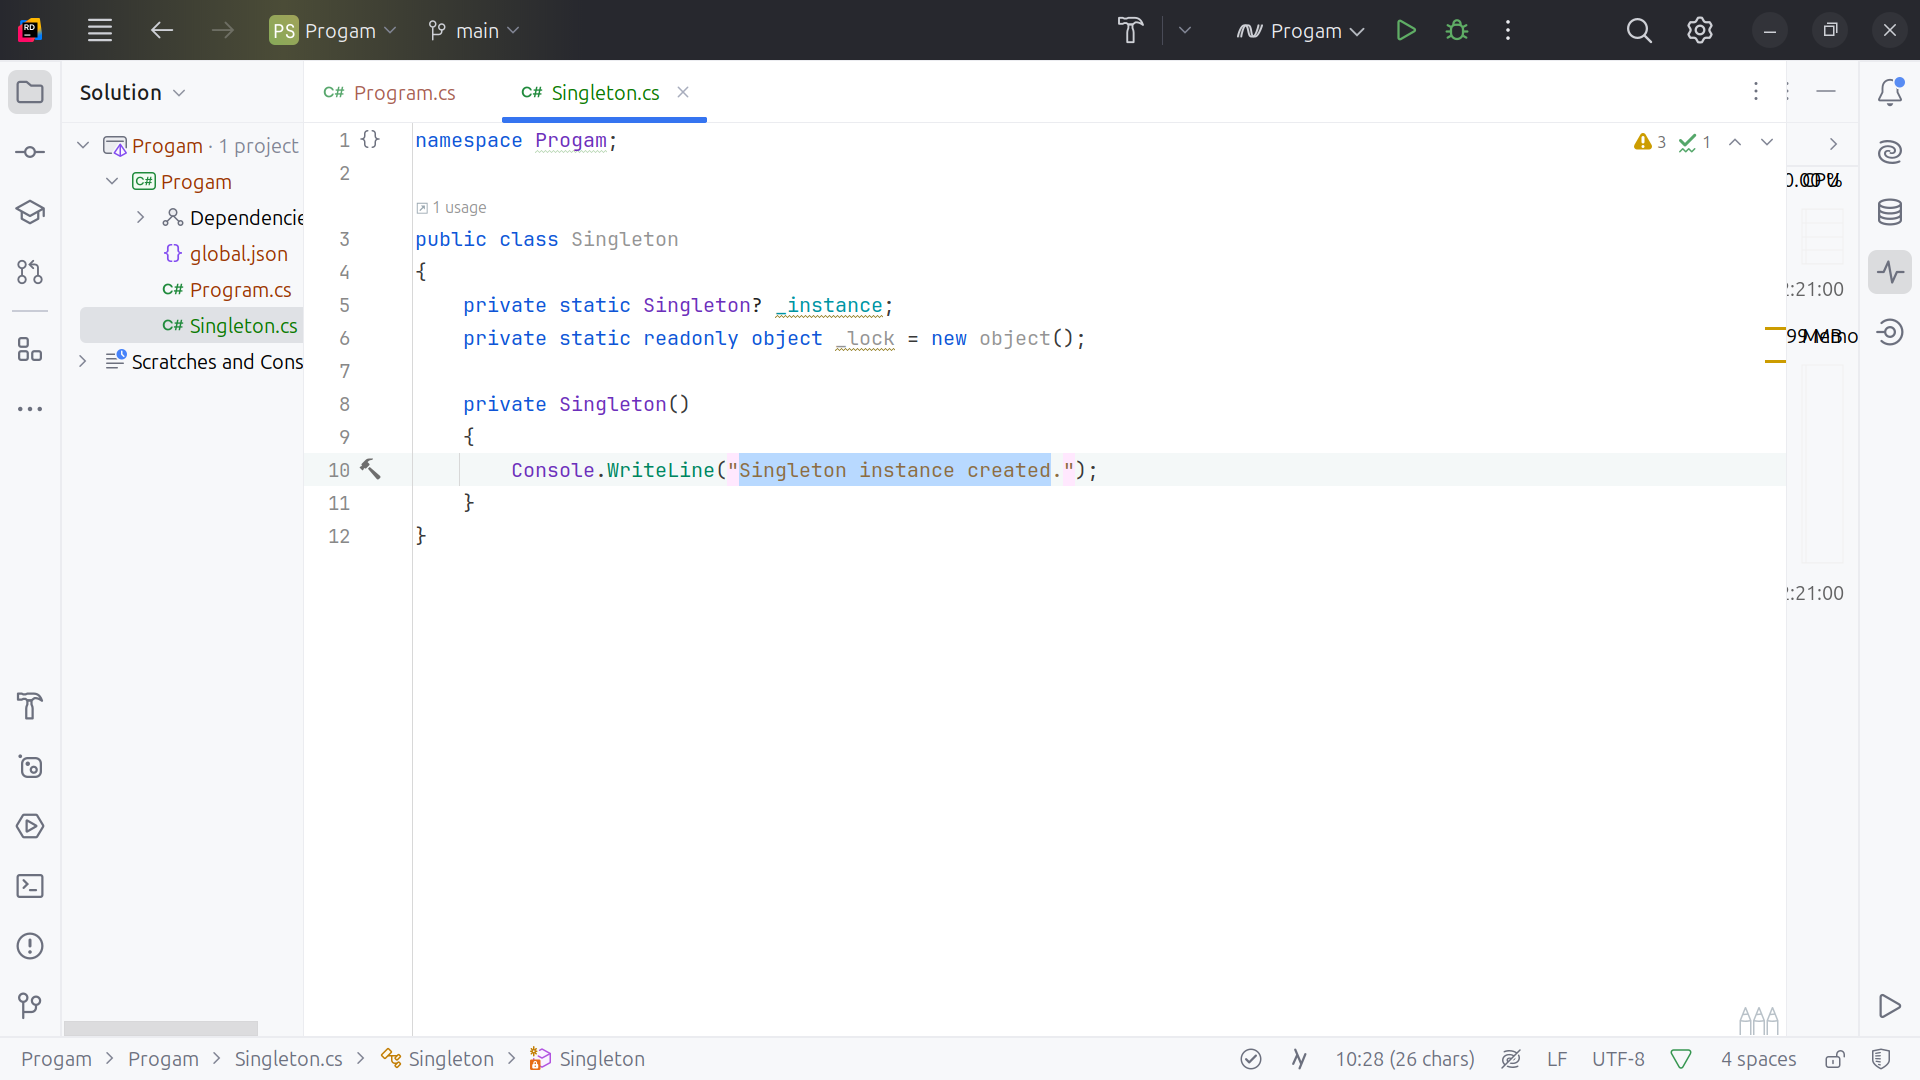 RD
PS Progam
main
Progam
Solution
C# Program.cs
C# Singleton.cs
Progam · 1 project
C# Progam
Dependencie
{} global.json
C# Program.cs
C# Singleton.cs
Scratches and Cons
1 {} namespace Progam;
2
1 usage
3 public class Singleton
4 {
5 private static Singleton? _instance;
6 private static readonly object _lock = new object();
7
8 private Singleton()
9 {
10 Console.WriteLine("Singleton instance created.");
11 }
12 }
3 1
CPU
:21:00
99 MB
:21:00
Progam > Progam > Singleton.cs > Singleton > Singleton
10:28 (26 chars) LF UTF-8 4 spaces